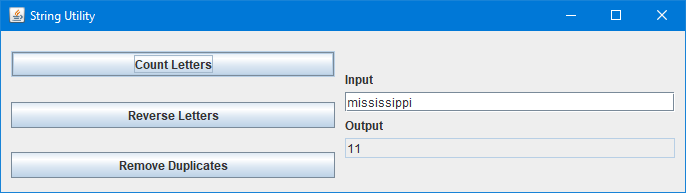 String Utility
Count Letters
Reverse Letters
Remove Duplicates
Input
mississippi
Output
11